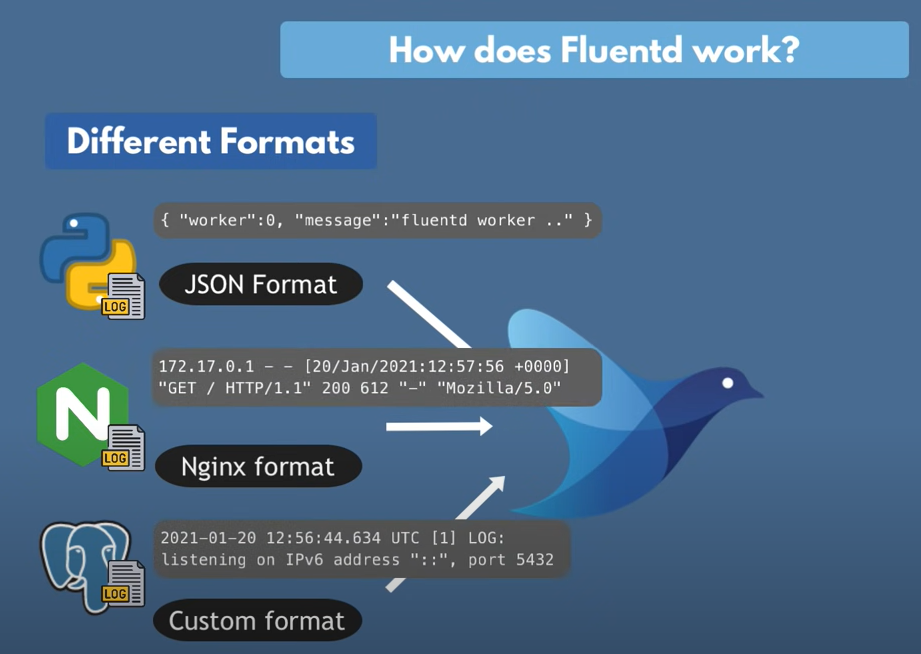 How does Fluentd work?
Different Formats
{ "worker":0, "message":"fluentd worker .." }
LOG
JSON Format
172.17.0.1 - - [20/Jan/2021:12:57:56 +0000]
"GET / HTTP/1.1" 200 612 "-" "Mozilla/5.0"
LOG
Nginx format
2021-01-20 12:56:44.634 UTC [1] LOG:
listening on IPv6 address "::", port 5432
LOG
Custom format